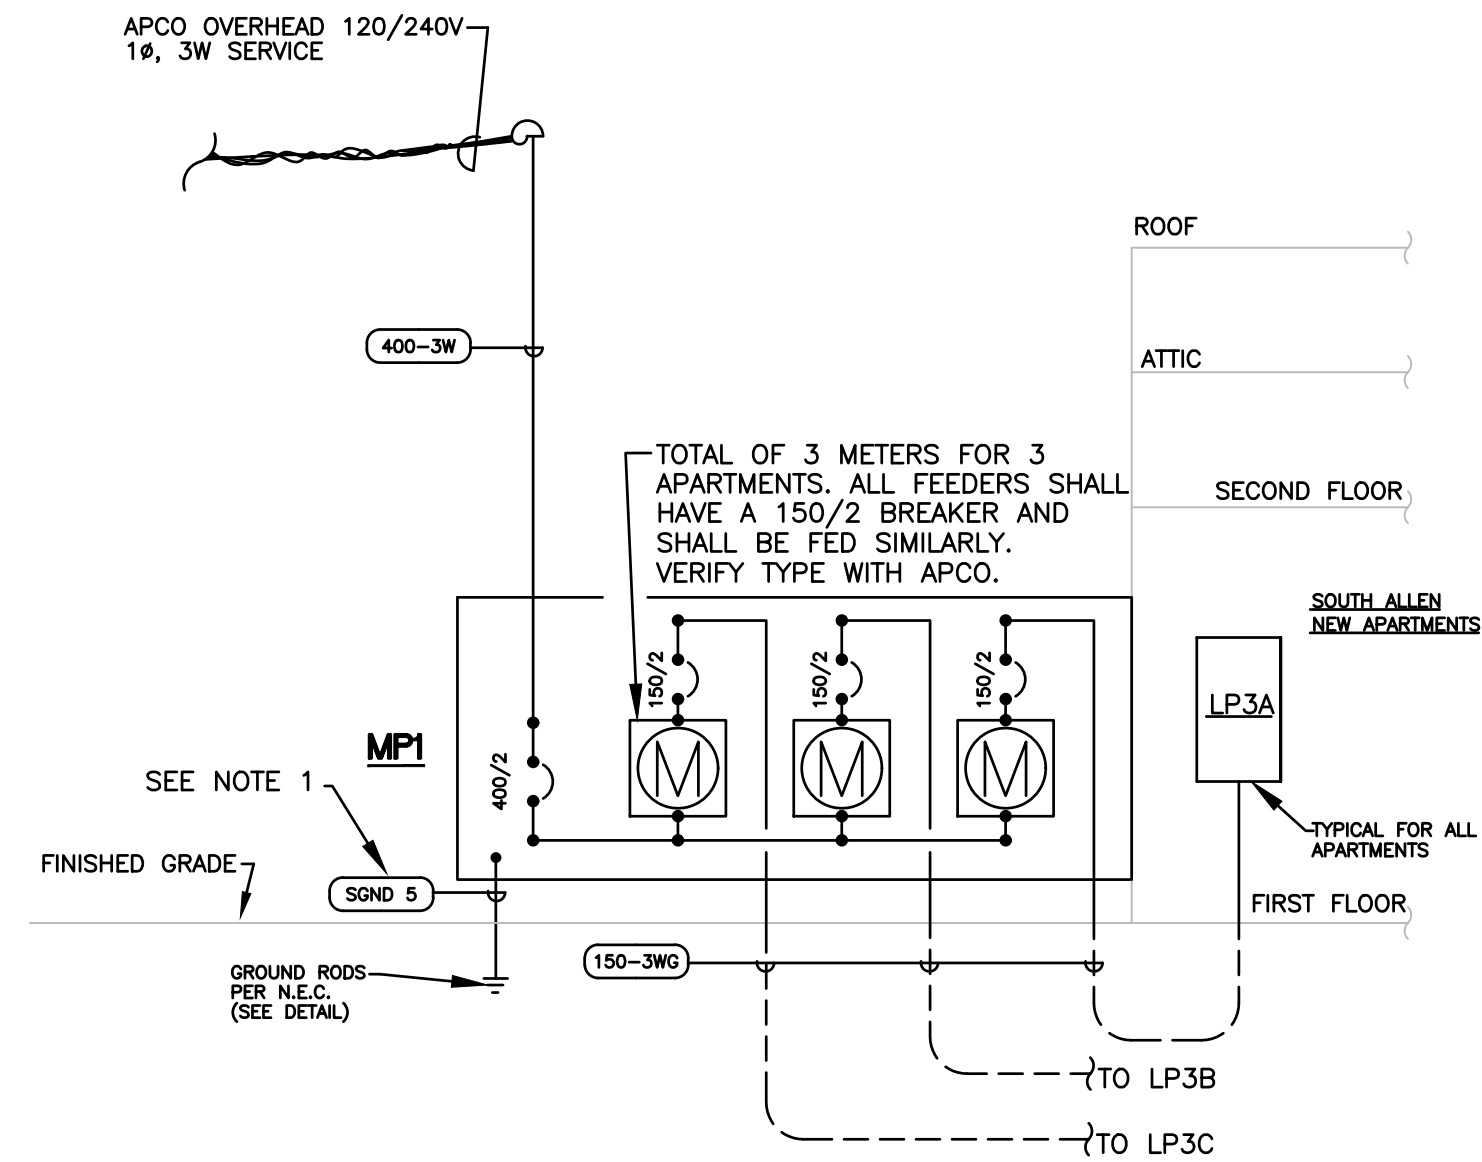 APCO OVERHEAD 120/240V
1ø, 3W SERVICE
ROOF
400-3W
ATTIC
TOTAL OF 3 METERS FOR 3
APARTMENTS. ALL FEEDERS SHALL
HAVE A 150/2 BREAKER AND
SHALL BE FED SIMILARLY.
VERIFY TYPE WITH APCO.
SECOND FLOOR
SOUTH ALLEN
NEW APARTMENTS
150/2
150/2
150/2
LP3A
MP1
400/2
M
M
M
SEE NOTE 1
TYPICAL FOR ALL
APARTMENTS
FINISHED GRADE
SGND 5
FIRST FLOOR
150-3WG
GROUND RODS
PER N.E.C.
(SEE DETAIL)
TO LP3B
TO LP3C